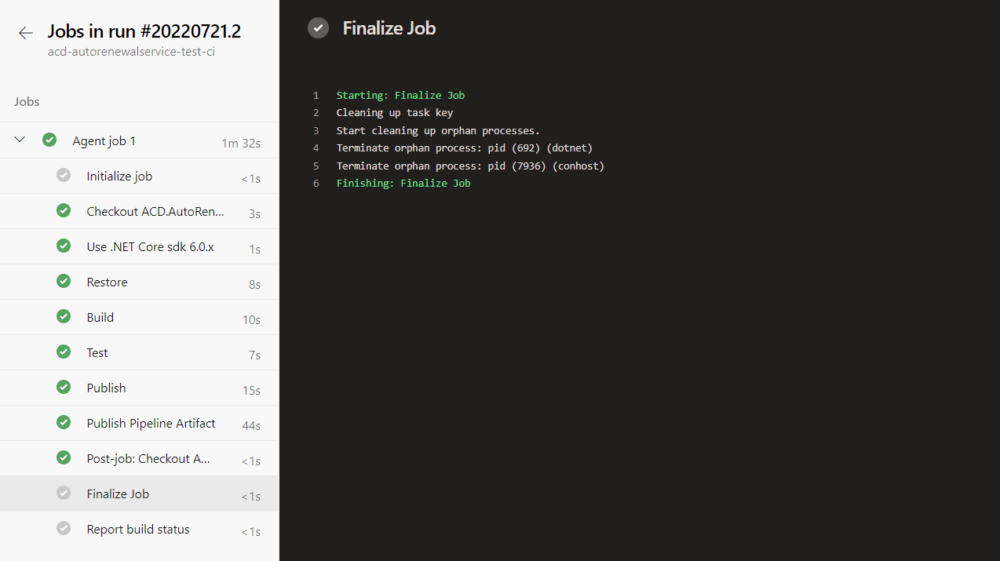 Jobs in run #20220721.2
acd-autorenewalservice-test-ci
Jobs
Agent job 1 1m 32s
Initialize job <1s
Checkout ACD.AutoRen... 3s
Use .NET Core sdk 6.0.x 1s
Restore 8s
Build 10s
Test 7s
Publish 15s
Publish Pipeline Artifact 44s
Post-job: Checkout A... <1s
Finalize Job <1s
Report build status <1s
Finalize Job
1 Starting: Finalize Job
2 Cleaning up task key
3 Start cleaning up orphan processes.
4 Terminate orphan process: pid (692) (dotnet)
5 Terminate orphan process: pid (7936) (conhost)
6 Finishing: Finalize Job